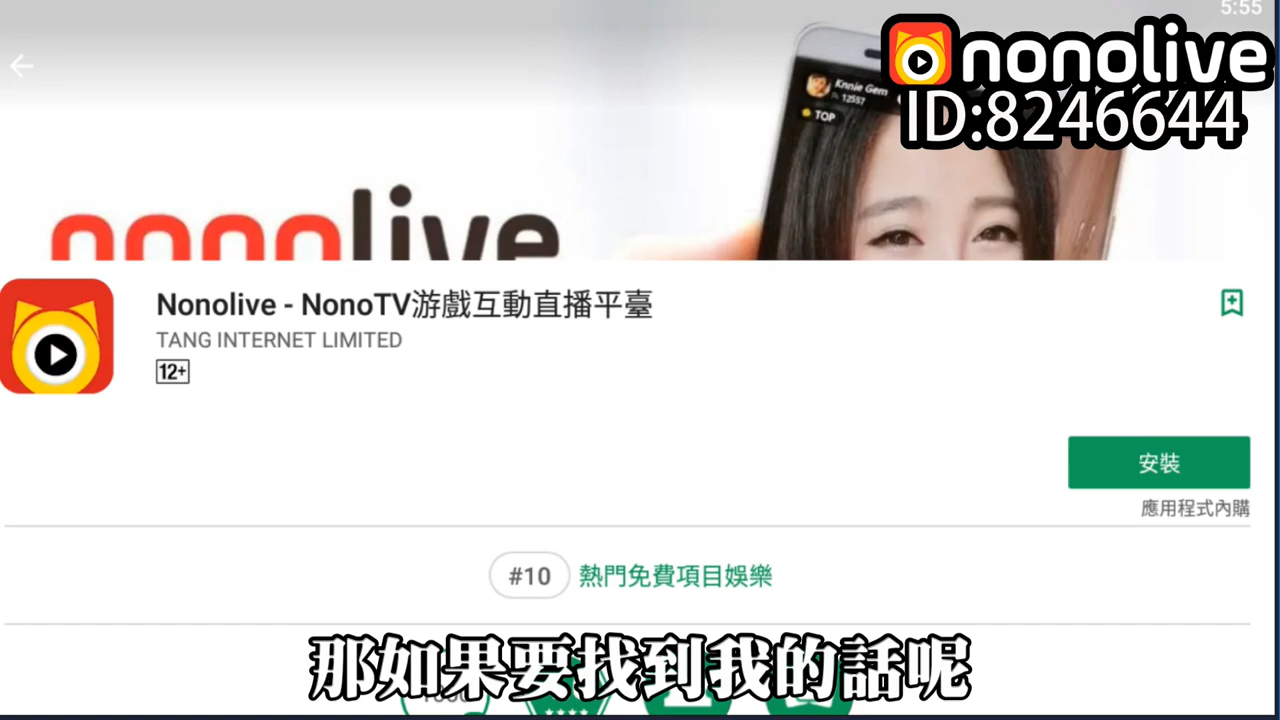 5:55
nonolive
ID:8246644
Knnie Gem
12557
TOP
nonolive
Nonolive - NonoTV游戲互動直播平臺
TANG INTERNET LIMITED
12+
安裝
應用程式內購
#10 熱門免費項目娛樂
那如果要找到我的話呢